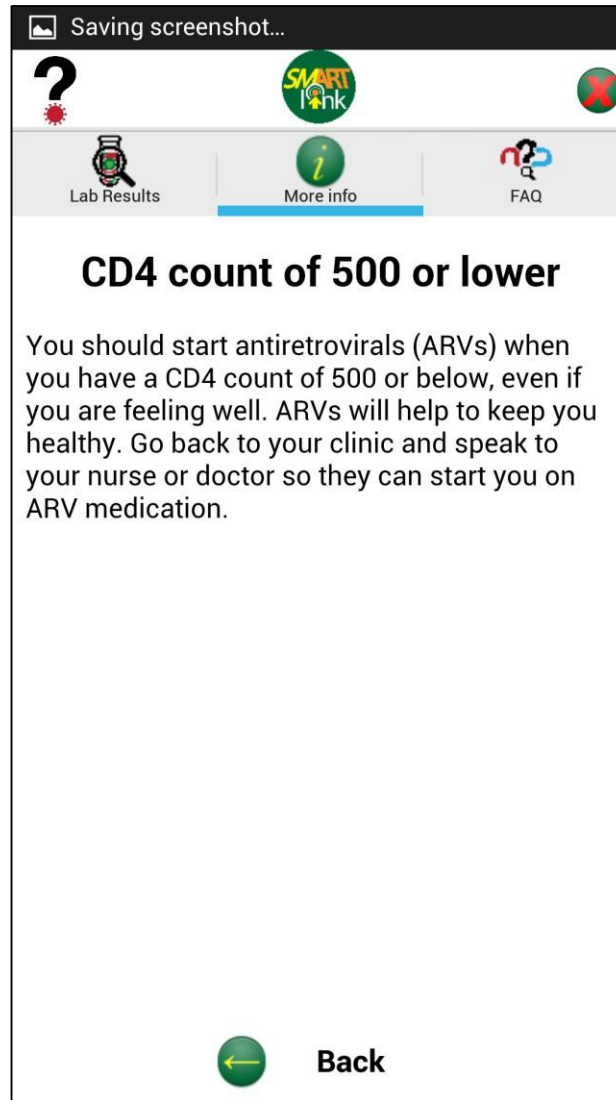 Saving screenshot...
SMART
link
Lab Results
More info
FAQ
CD4 count of 500 or lower
You should start antiretrovirals (ARVs) when
you have a CD4 count of 500 or below, even if
you are feeling well. ARVs will help to keep you
healthy. Go back to your clinic and speak to
your nurse or doctor so they can start you on
ARV medication.
Back